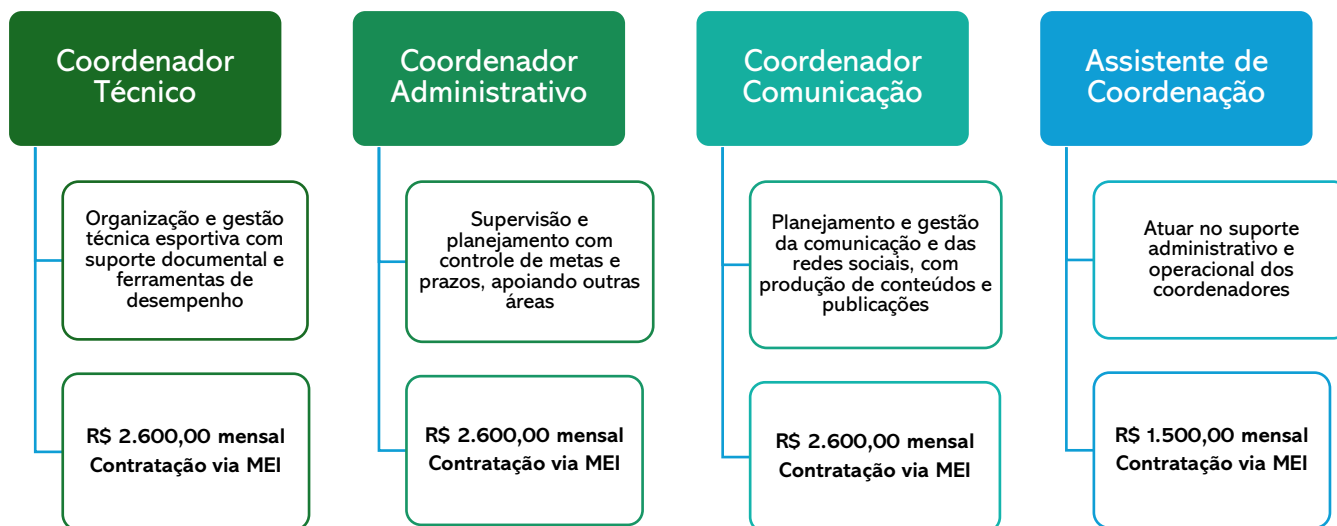 Coordenador
Técnico
Organização e gestão
técnica esportiva com
suporte documental e
ferramentas de
desempenho
R$ 2.600,00 mensal
Contratação via MEI
Coordenador
Administrativo
Supervisão e
planejamento com
controle de metas e
prazos, apoiando outras
áreas
R$ 2.600,00 mensal
Contratação via MEI
Coordenador
Comunicação
Planejamento e gestão
da comunicação e das
redes sociais, com
produção de conteúdos e
publicações
R$ 2.600,00 mensal
Contratação via MEI
Assistente de
Coordenação
Atuar no suporte
administrativo e
operacional dos
coordenadores
R$ 1.500,00 mensal
Contratação via MEI